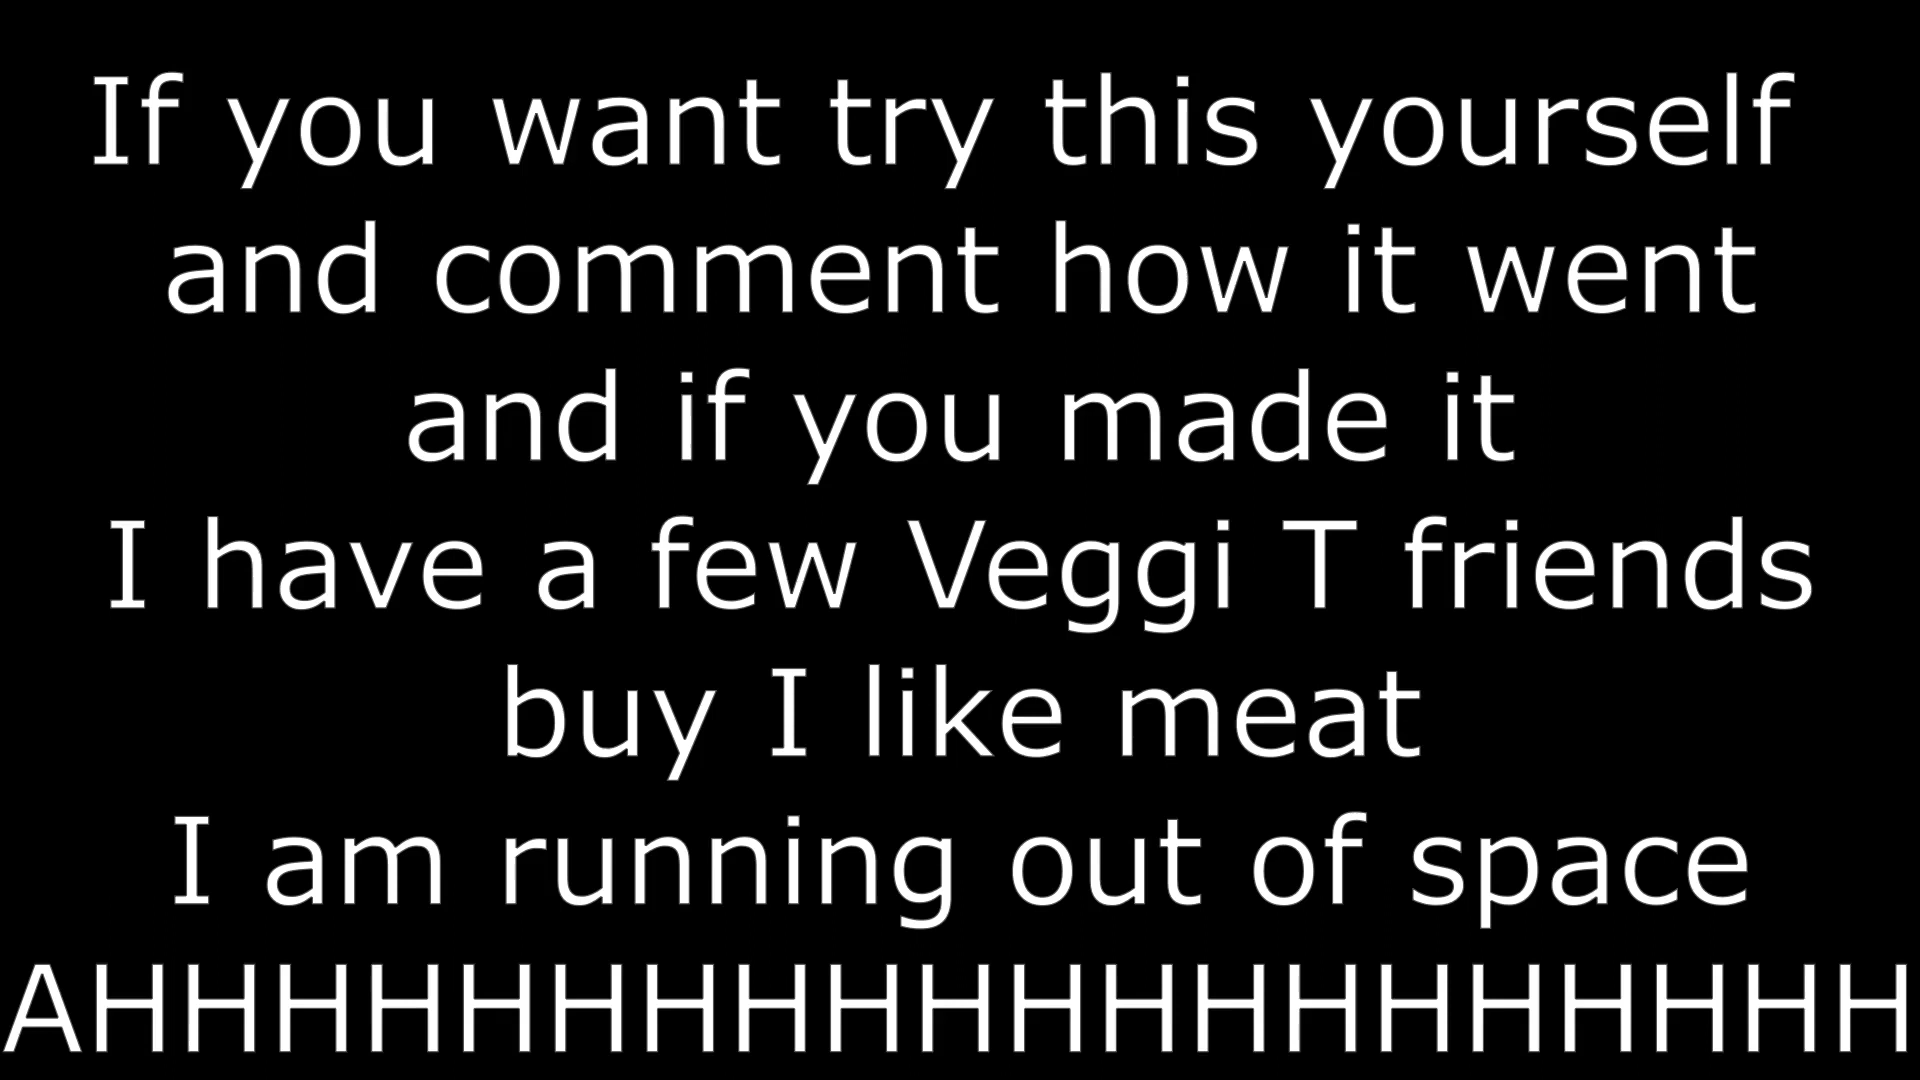 If you want try this yourself
and comment how it went
and if you made it
I have a few Veggi T friends
buy I like meat
I am running out of space
AHHHHHHHHHHHHHHHHHHHH